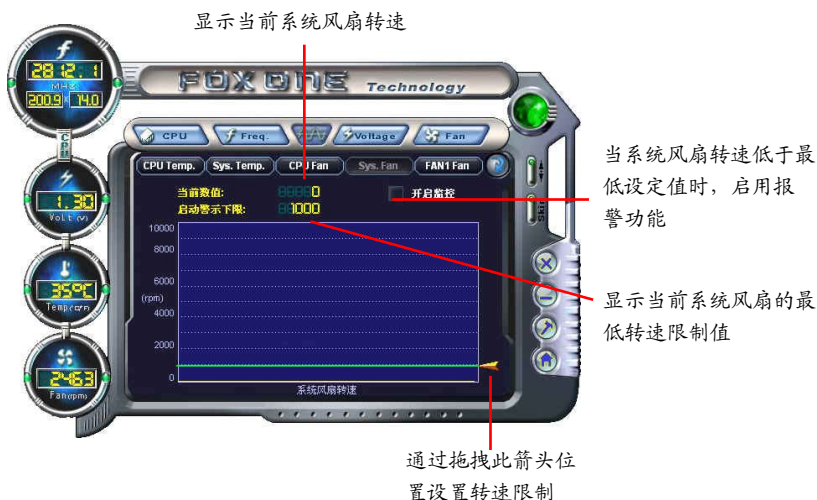 显示当前系统风扇转速
2812.1
MHz
200.9 x 14.0
FOX ONE Technology
CPU
CPU Freq. Voltage Fan
CPU Temp. Sys. Temp. CPU Fan Sys. Fan FAN1 Fan ?
当前数值: 0 开启监控
启动警示下限: 1000
Skin
1.30
Volt (v)
35℃
2463
Fan(rpm)
10000
8000
6000
(rpm)
4000
2000
0
系统风扇转速
当系统风扇转速低于最
低设定值时，启用报
警功能
显示当前系统风扇的最
低转速限制值
通过拖拽此箭头位
置设置转速限制